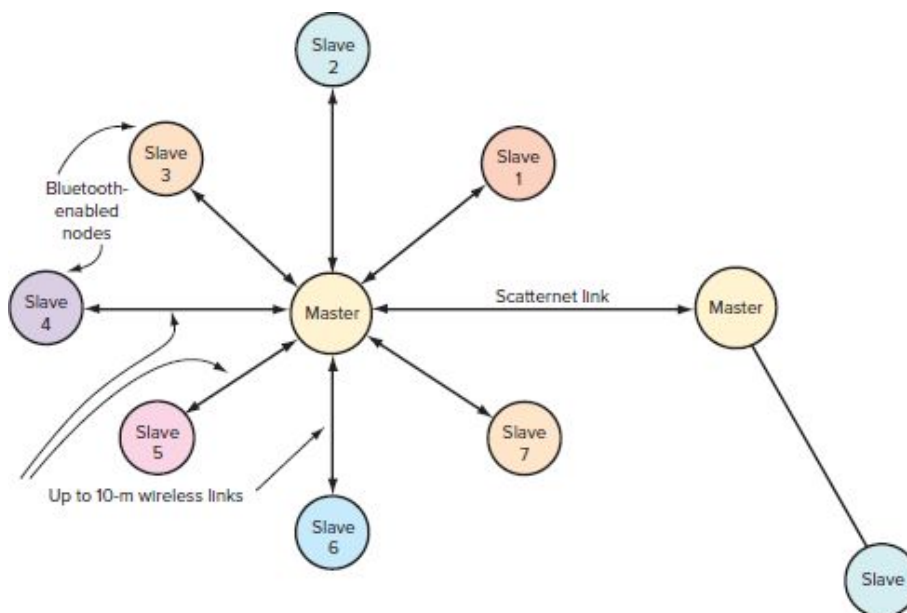 Slave
2
Slave
3
Slave
1
Bluetooth-
enabled
nodes
Slave
4
Master
Scatternet link
Master
Slave
5
Slave
7
Up to 10-m wireless links
Slave
6
Slave